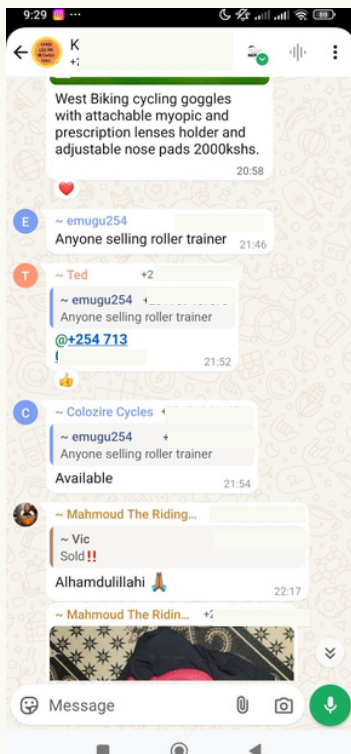 9:29
88
K
+2
West Biking cycling goggles
with attachable myopic and
prescription lenses holder and
adjustable nose pads 2000kshs.
20:58
E
~ emugu254
Anyone selling roller trainer 21:46
T
~ Ted +2
~ emugu254
Anyone selling roller trainer
@+254 713
21:52
C
~ Colozire Cycles
~ emugu254 +
Anyone selling roller trainer
Available
21:54
~ Mahmoud The Riding...
~ Vic
Sold‼️
Alhamdulillahi 🙏🏽
22:17
~ Mahmoud The Ridin... +2
Message